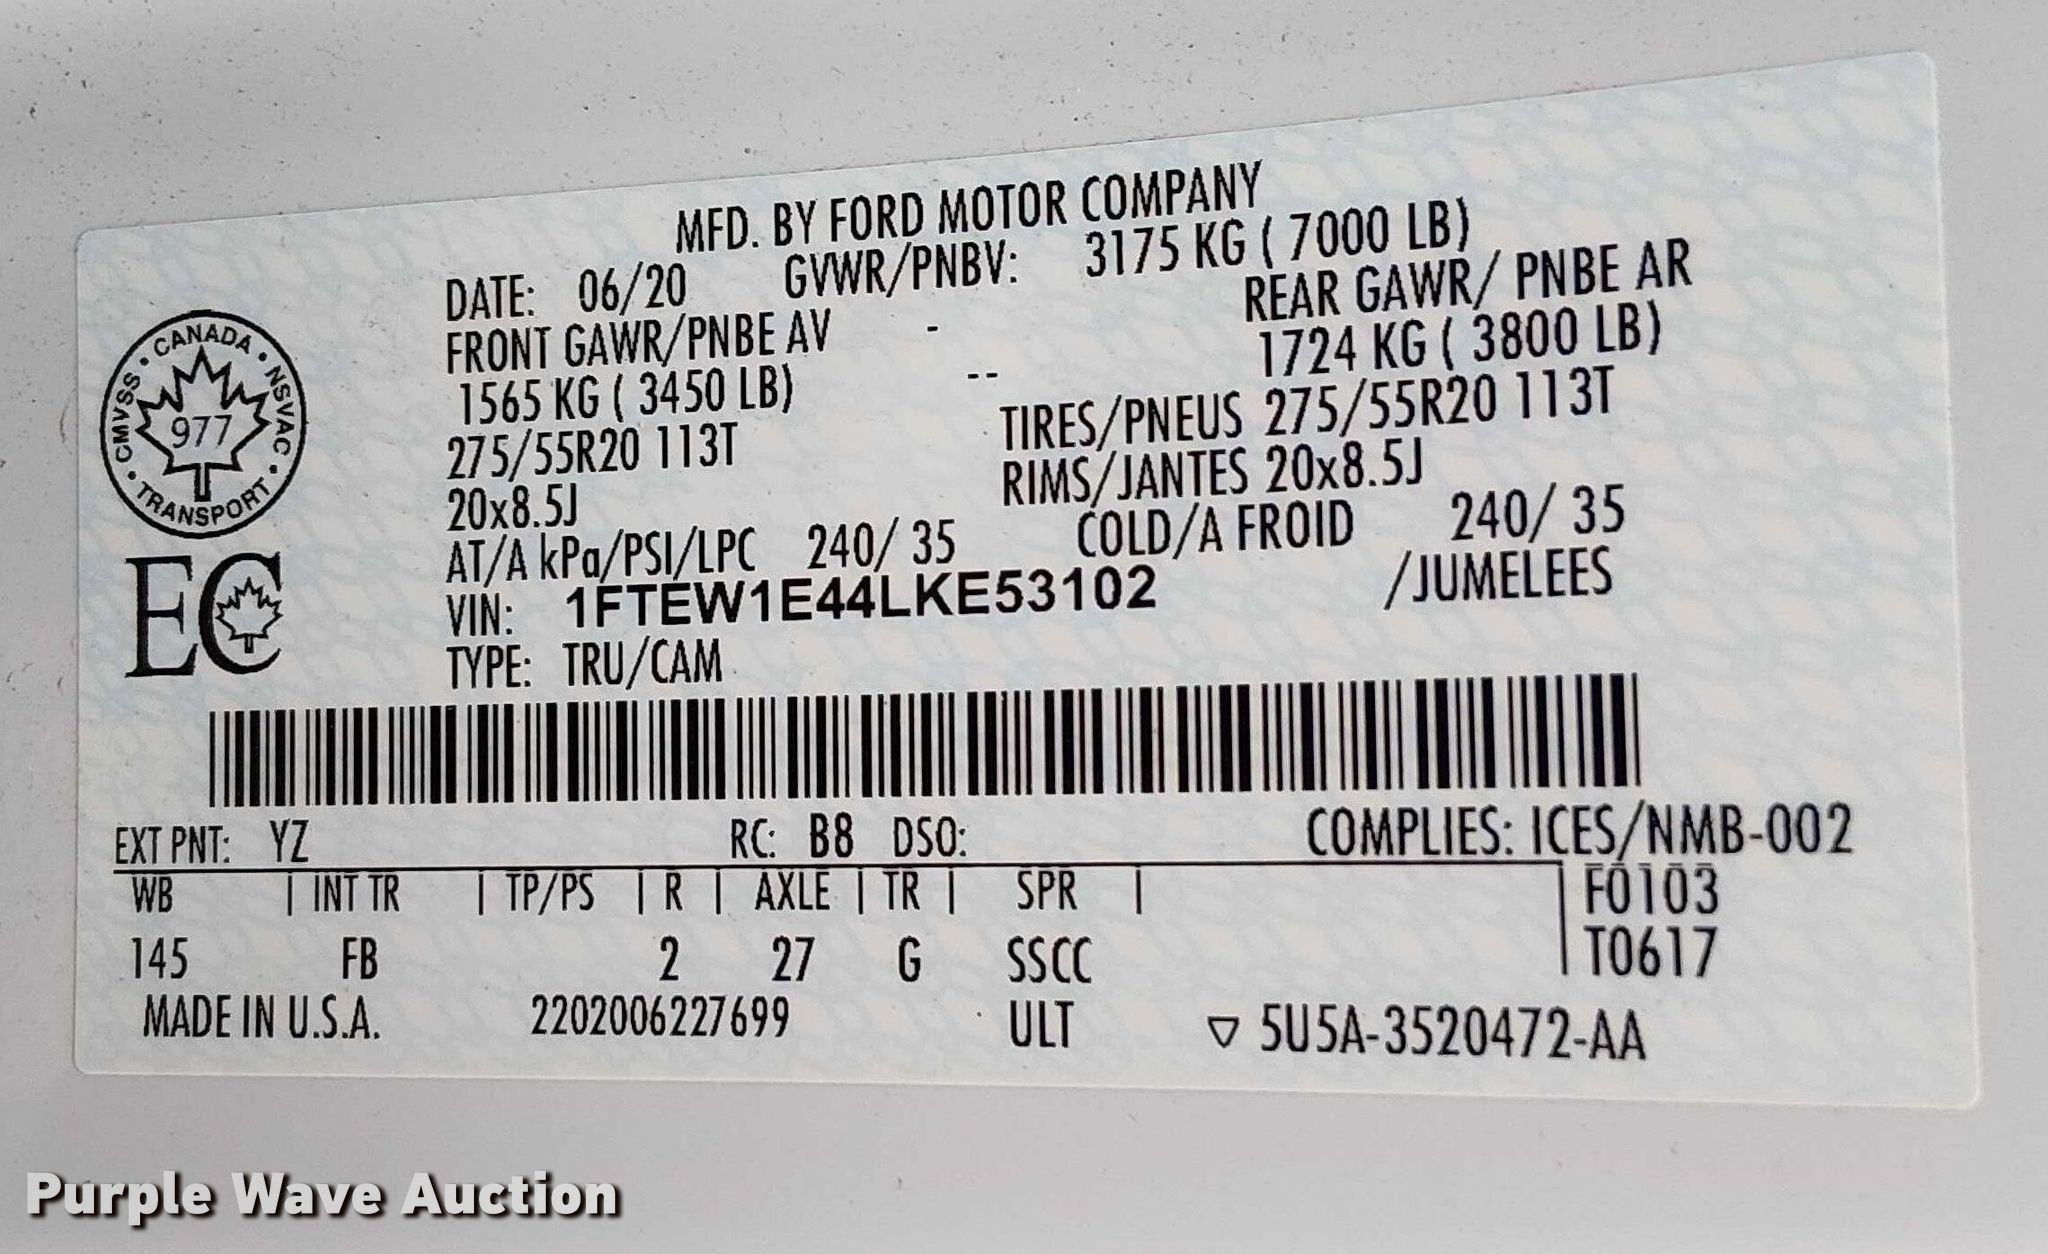 MFD. BY FORD MOTOR COMPANY
DATE: 06/20 GVWR/PNBV: 3175 KG ( 7000 LB)
FRONT GAWR/PNBE AV - REAR GAWR/ PNBE AR
1565 KG ( 3450 LB) -- 1724 KG ( 3800 LB)
275/55R20 113T TIRES/PNEUS 275/55R20 113T
20x8.5J RIMS/JANTES 20x8.5J
AT/A kPa/PSI/LPC 240/ 35 COLD/A FROID 240/ 35
VIN: 1FTEW1E44LKE53102 /JUMELEES
TYPE: TRU/CAM
CANADA
CMVSS • NSVAC
977
TRANSPORT
EC
EXT PNT: YZ RC: B8 DSO: COMPLIES: ICES/NMB-002
WB | INT TR | TP/PS | R | AXLE | TR | SPR | F0103
145 FB 2 27 G SSCC T0617
MADE IN U.S.A. 2202006227699 ULT ▽ 5U5A-3520472-AA
Purple Wave Auction